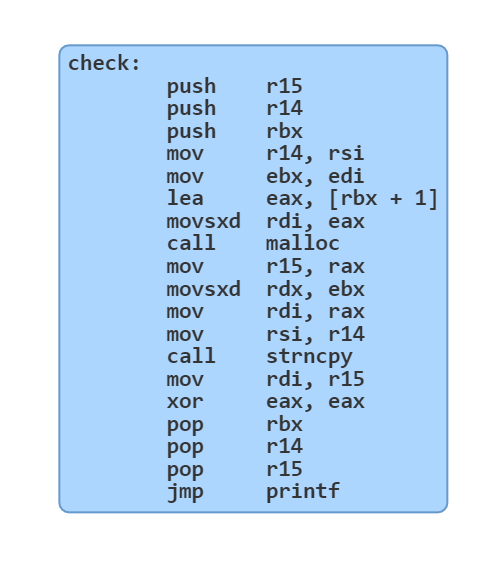 check:
push r15
push r14
push rbx
mov r14, rsi
mov ebx, edi
lea eax, [rbx + 1]
movsxd rdi, eax
call malloc
mov r15, rax
movsxd rdx, ebx
mov rdi, rax
mov rsi, r14
call strncpy
mov rdi, r15
xor eax, eax
pop rbx
pop r14
pop r15
jmp printf